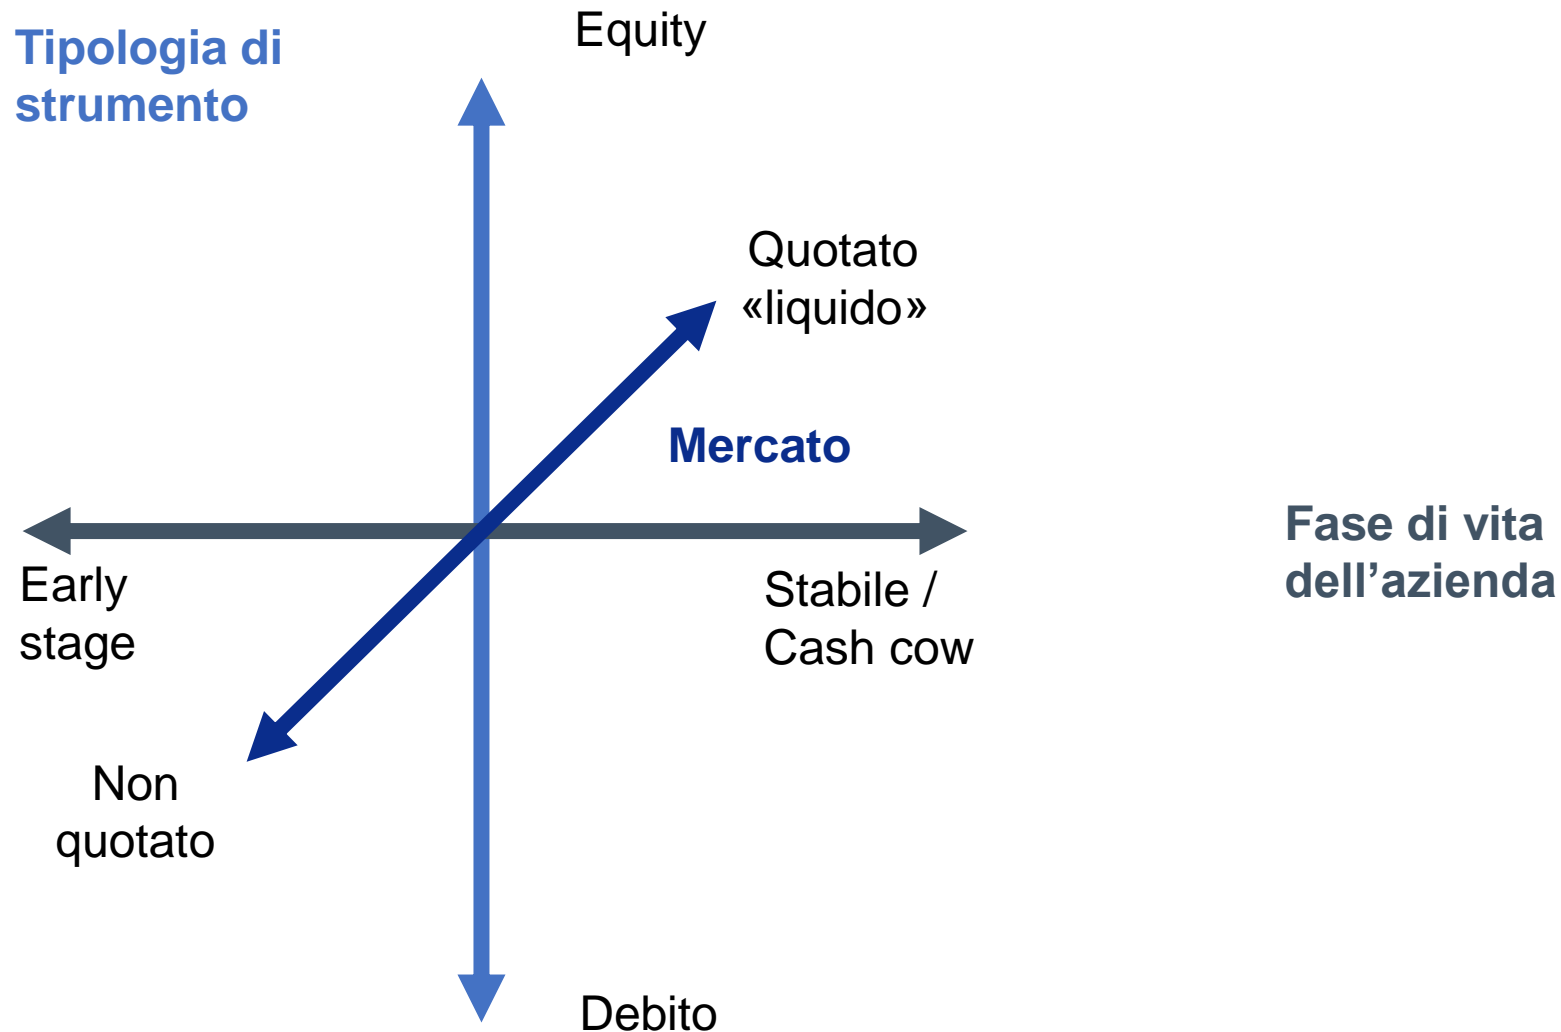 Tipologia di
strumento
Equity
Quotato
«liquido»
Mercato
Fase di vita
dell’azienda
Early
stage
Stabile /
Cash cow
Non
quotato
Debito